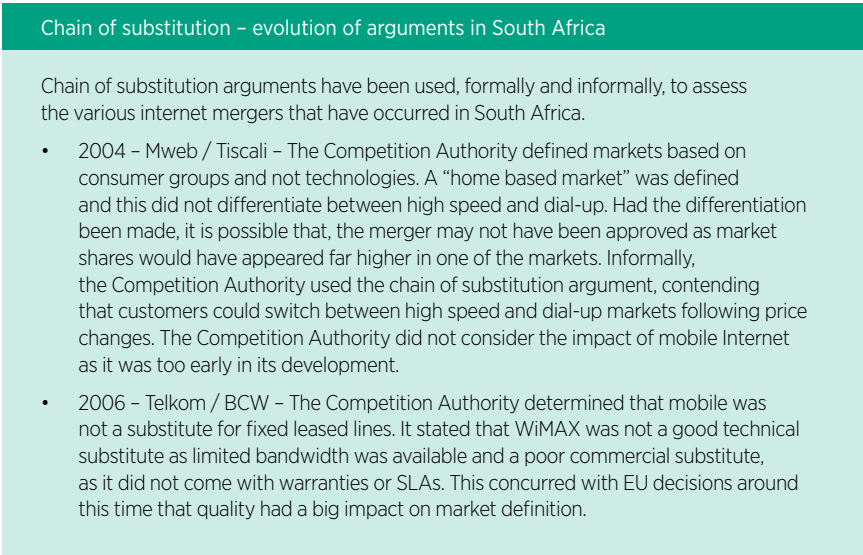 Chain of substitution – evolution of arguments in South Africa
Chain of substitution arguments have been used, formally and informally, to assess
the various internet mergers that have occurred in South Africa.
• 2004 – Mweb / Tiscali – The Competition Authority defined markets based on
consumer groups and not technologies. A “home based market” was defined
and this did not differentiate between high speed and dial-up. Had the differentiation
been made, it is possible that, the merger may not have been approved as market
shares would have appeared far higher in one of the markets. Informally,
the Competition Authority used the chain of substitution argument, contending
that customers could switch between high speed and dial-up markets following price
changes. The Competition Authority did not consider the impact of mobile Internet
as it was too early in its development.
• 2006 – Telkom / BCW – The Competition Authority determined that mobile was
not a substitute for fixed leased lines. It stated that WiMAX was not a good technical
substitute as limited bandwidth was available and a poor commercial substitute,
as it did not come with warranties or SLAs. This concurred with EU decisions around
this time that quality had a big impact on market definition.